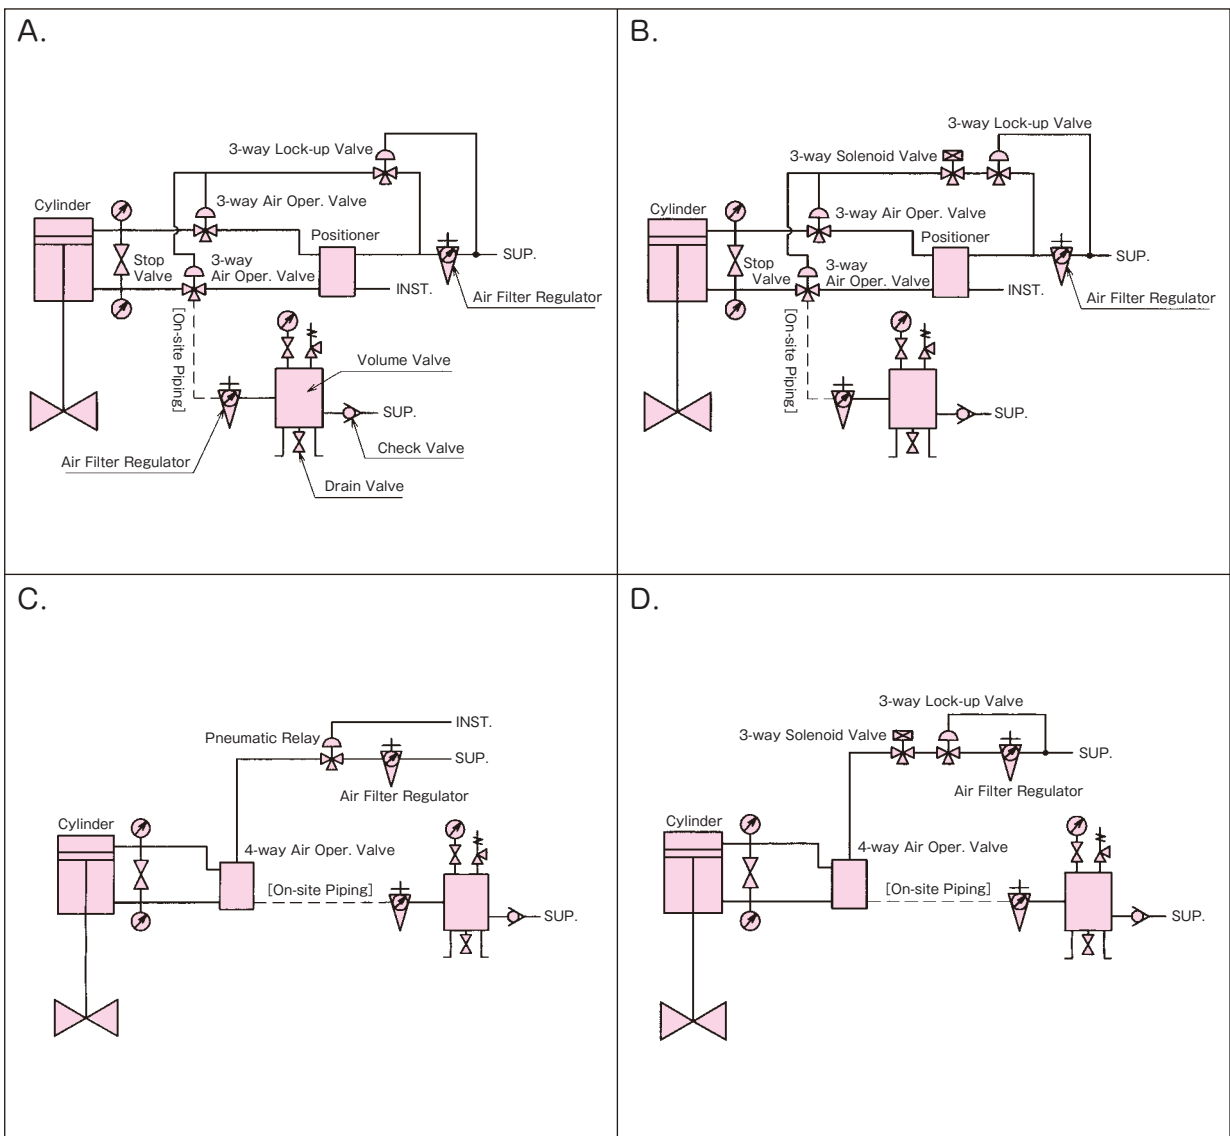 A.
3-way Lock-up Valve
3-way Air Oper. Valve
Cylinder
Positioner
SUP.
Stop
Valve
3-way
Air Oper. Valve
INST.
Air Filter Regulator
[On-site Piping]
Volume Valve
SUP.
Check Valve
Air Filter Regulator
Drain Valve
B.
3-way Lock-up Valve
3-way Solenoid Valve
Cylinder
3-way Air Oper. Valve
Positioner
SUP.
Stop
Valve
3-way
Air Oper. Valve
INST.
Air Filter Regulator
[On-site Piping]
SUP.
C.
INST.
Pneumatic Relay
SUP.
Air Filter Regulator
Cylinder
4-way Air Oper. Valve
[On-site Piping]
SUP.
D.
3-way Lock-up Valve
3-way Solenoid Valve
SUP.
Air Filter Regulator
Cylinder
4-way Air Oper. Valve
[On-site Piping]
SUP.